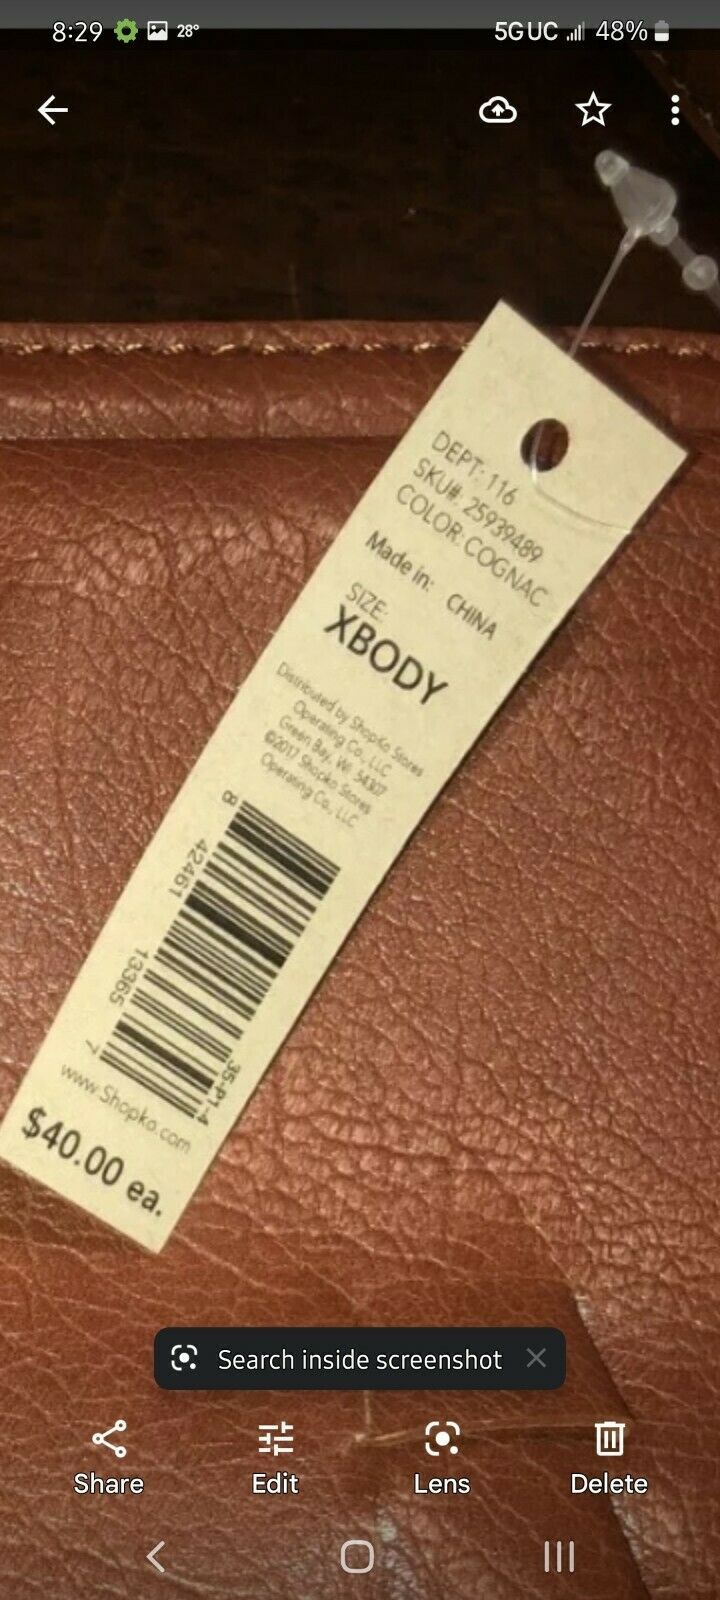 8:29 28°
5G UC 48%
DEPT: 116
SKU#: 25939489
COLOR: COGNAC
Made in: CHINA
SIZE:
XBODY
Distributed by ShopKo Stores
Operating Co., LLC
Green Bay, WI 54307
©2017 Shopko Stores
Operating Co., LLC
8 42461 13365 7
35-P1-4
www.Shopko.com
$40.00 ea.
Search inside screenshot
Share Edit Lens Delete